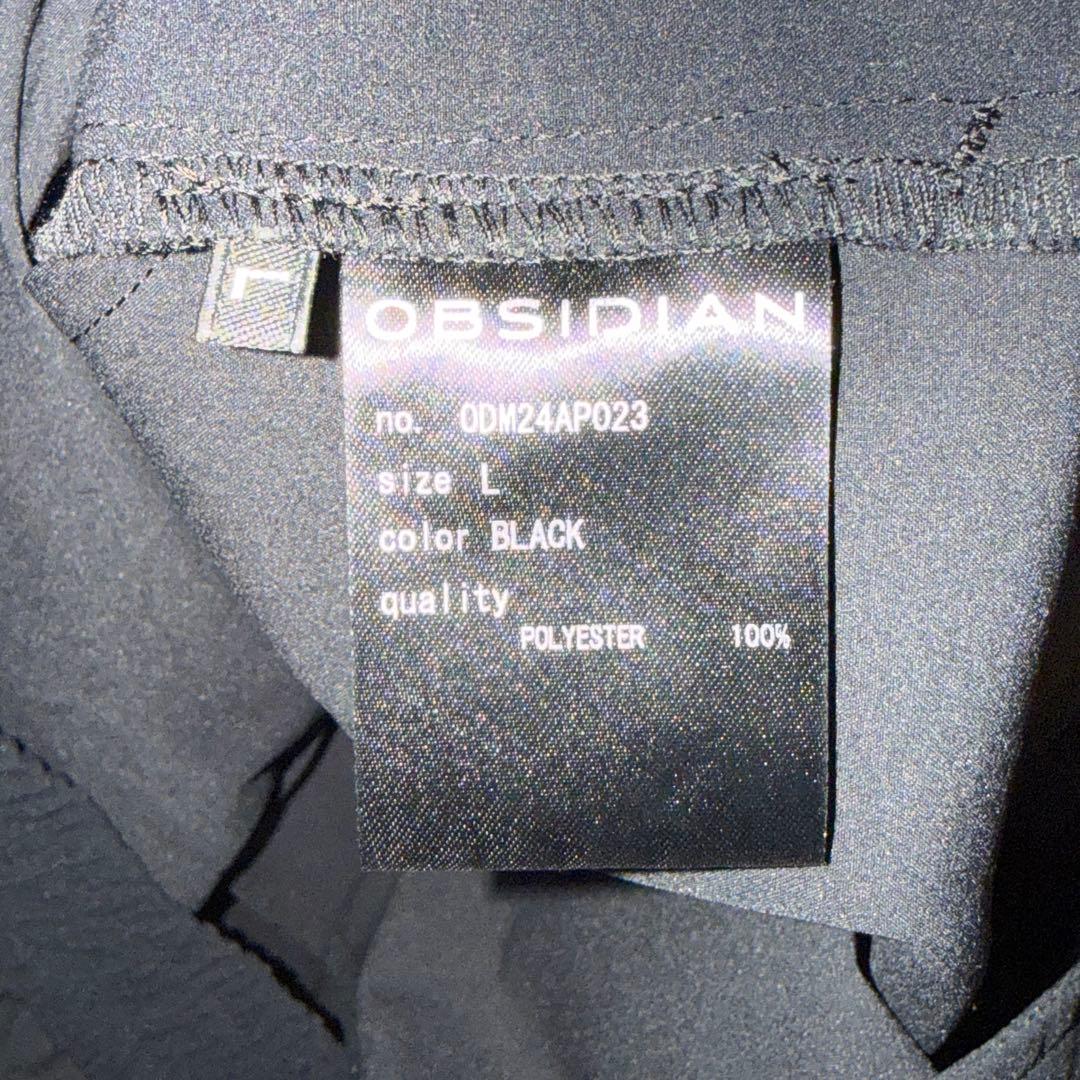 L
OBSIDIAN
no. ODM24AP023
size L
color BLACK
quality
POLYESTER 100%